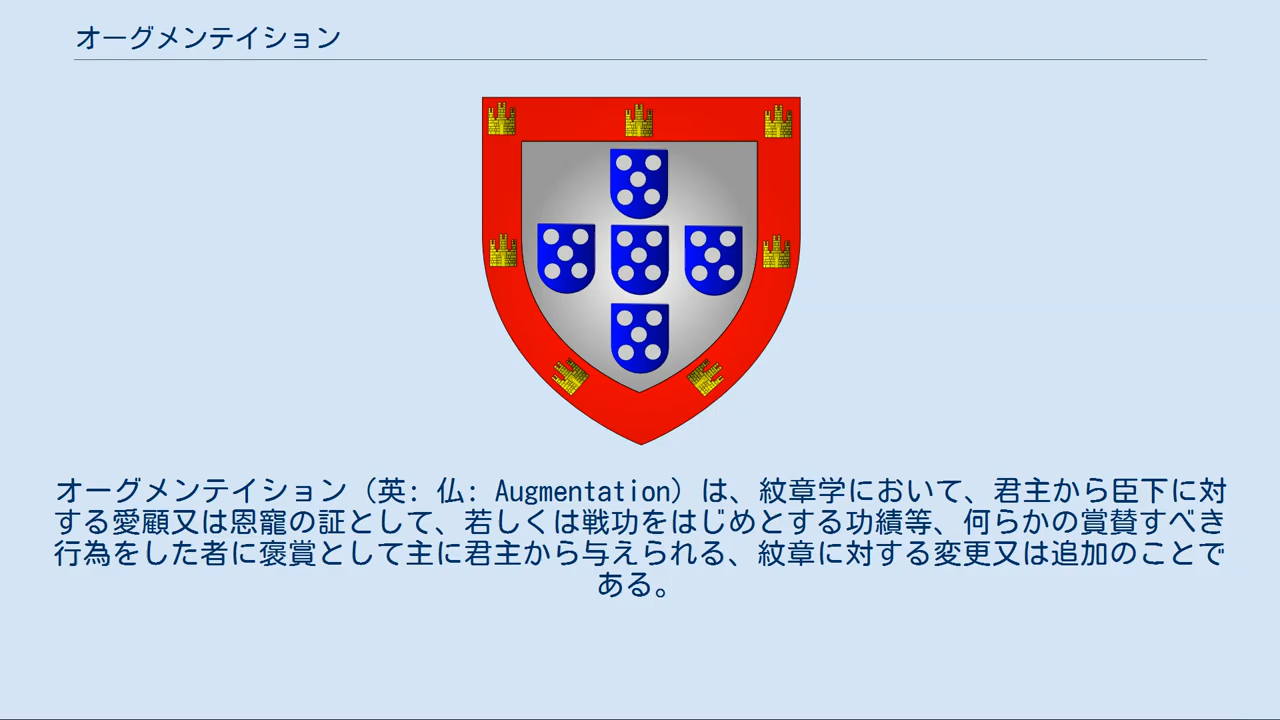 オーグメンテイション
オーグメンテイション（英: 仏: Augmentation）は、紋章学において、君主から臣下に対
する愛顧又は恩寵の証として、若しくは戦功をはじめとする功績等、何らかの賞賛すべき
行為をした者に褒賞として主に君主から与えられる、紋章に対する変更又は追加のことで
ある。